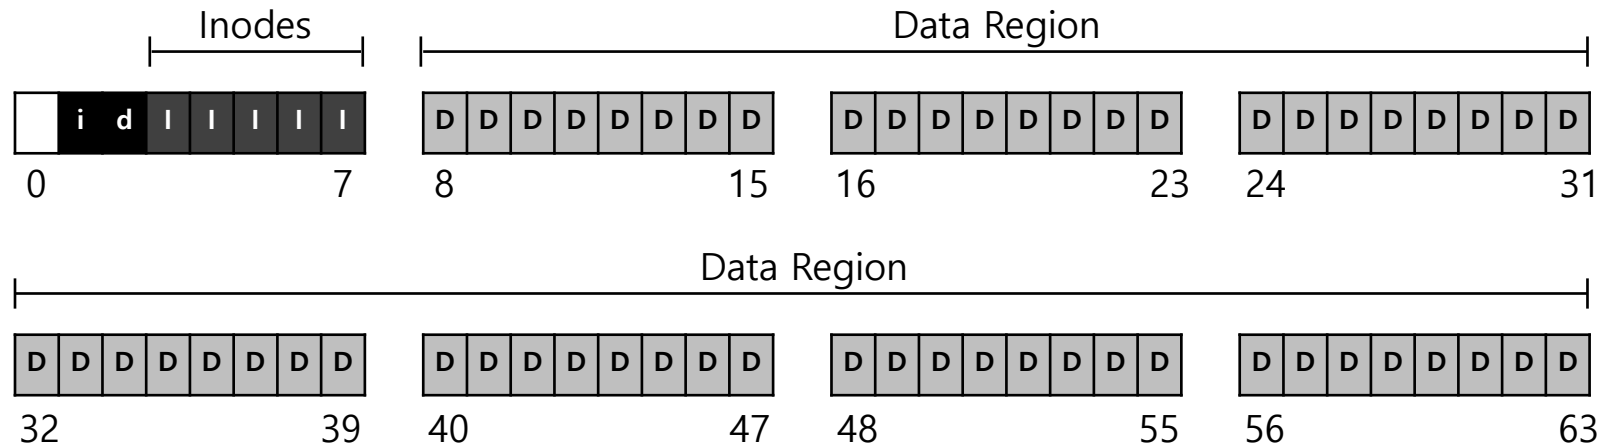 Inodes Data Region
i d I I I I I D D D D D D D D D D D D D D D D D D D D D D D D
0 7 8 15 16 23 24 31
Data Region
D D D D D D D D D D D D D D D D D D D D D D D D D D D D D D D D
32 39 40 47 48 55 56 63